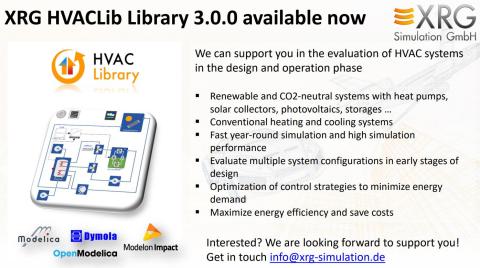 XRG HVACLib Library 3.0.0 available now
XRG
Simulation GmbH
HVAC
Library
We can support you in the evaluation of HVAC systems
in the design and operation phase
▪ Renewable and CO2-neutral systems with heat pumps,
solar collectors, photovoltaics, storages …
▪ Conventional heating and cooling systems
▪ Fast year-round simulation and high simulation
performance
▪ Evaluate multiple system configurations in early stages of
design
▪ Optimization of control strategies to minimize energy
demand
▪ Maximize energy efficiency and save costs
Modelica
Dymola
OpenModelica
Modelon Impact
Interested? We are looking forward to support you!
Get in touch info@xrg-simulation.de